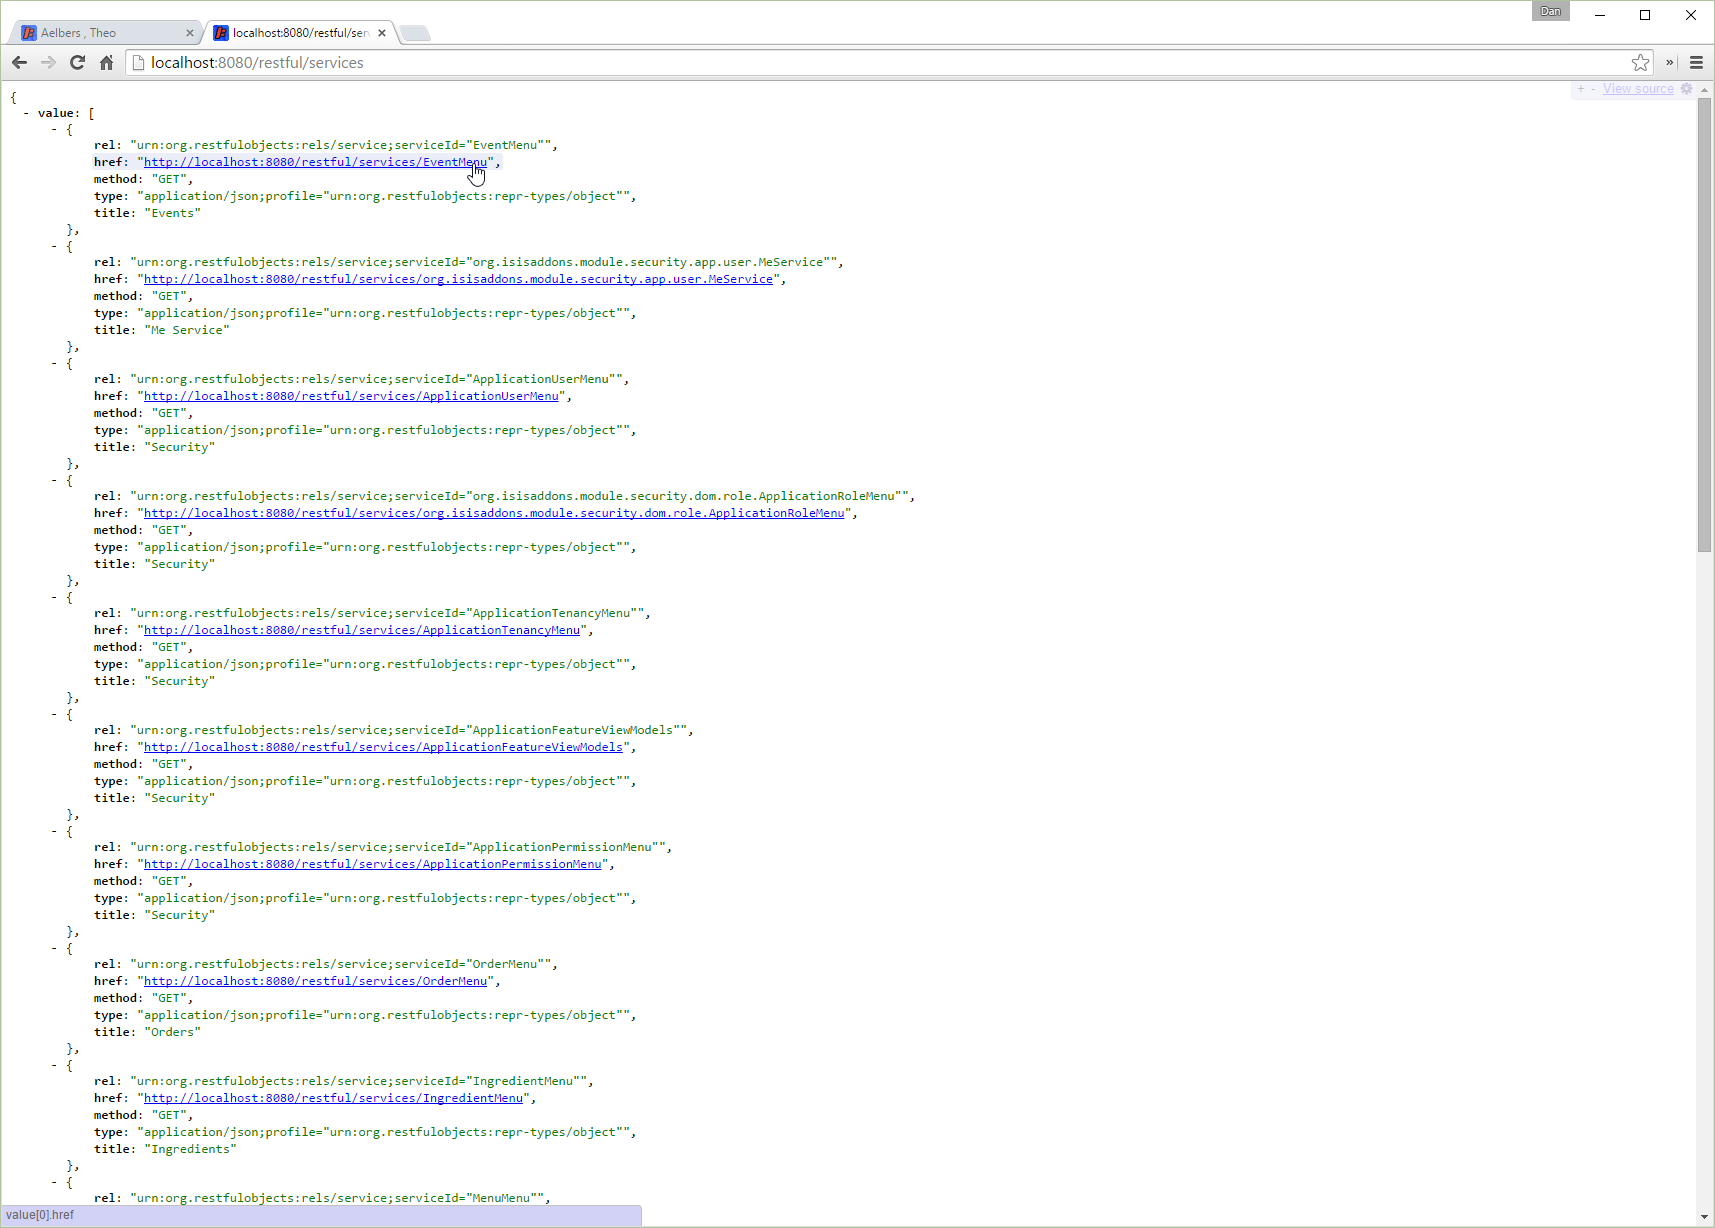 Dan
Aelbers , Theo
localhost:8080/restful/ser
localhost:8080/restful/services
+ - View source
{
- value: [
- {
rel: "urn:org.restfulobjects:rels/service;serviceId="EventMenu"",
href: "http://localhost:8080/restful/services/EventMenu",
method: "GET",
type: "application/json;profile="urn:org.restfulobjects:repr-types/object"",
title: "Events"
},
- {
rel: "urn:org.restfulobjects:rels/service;serviceId="org.isisaddons.module.security.app.user.MeService"",
href: "http://localhost:8080/restful/services/org.isisaddons.module.security.app.user.MeService",
method: "GET",
type: "application/json;profile="urn:org.restfulobjects:repr-types/object"",
title: "Me Service"
},
- {
rel: "urn:org.restfulobjects:rels/service;serviceId="ApplicationUserMenu"",
href: "http://localhost:8080/restful/services/ApplicationUserMenu",
method: "GET",
type: "application/json;profile="urn:org.restfulobjects:repr-types/object"",
title: "Security"
},
- {
rel: "urn:org.restfulobjects:rels/service;serviceId="org.isisaddons.module.security.dom.role.ApplicationRoleMenu"",
href: "http://localhost:8080/restful/services/org.isisaddons.module.security.dom.role.ApplicationRoleMenu",
method: "GET",
type: "application/json;profile="urn:org.restfulobjects:repr-types/object"",
title: "Security"
},
- {
rel: "urn:org.restfulobjects:rels/service;serviceId="ApplicationTenancyMenu"",
href: "http://localhost:8080/restful/services/ApplicationTenancyMenu",
method: "GET",
type: "application/json;profile="urn:org.restfulobjects:repr-types/object"",
title: "Security"
},
- {
rel: "urn:org.restfulobjects:rels/service;serviceId="ApplicationFeatureViewModels"",
href: "http://localhost:8080/restful/services/ApplicationFeatureViewModels",
method: "GET",
type: "application/json;profile="urn:org.restfulobjects:repr-types/object"",
title: "Security"
},
- {
rel: "urn:org.restfulobjects:rels/service;serviceId="ApplicationPermissionMenu"",
href: "http://localhost:8080/restful/services/ApplicationPermissionMenu",
method: "GET",
type: "application/json;profile="urn:org.restfulobjects:repr-types/object"",
title: "Security"
},
- {
rel: "urn:org.restfulobjects:rels/service;serviceId="OrderMenu"",
href: "http://localhost:8080/restful/services/OrderMenu",
method: "GET",
type: "application/json;profile="urn:org.restfulobjects:repr-types/object"",
title: "Orders"
},
- {
rel: "urn:org.restfulobjects:rels/service;serviceId="IngredientMenu"",
href: "http://localhost:8080/restful/services/IngredientMenu",
method: "GET",
type: "application/json;profile="urn:org.restfulobjects:repr-types/object"",
title: "Ingredients"
},
- {
rel: "urn:org.restfulobjects:rels/service;serviceId="MenuMenu"",
value[0].href